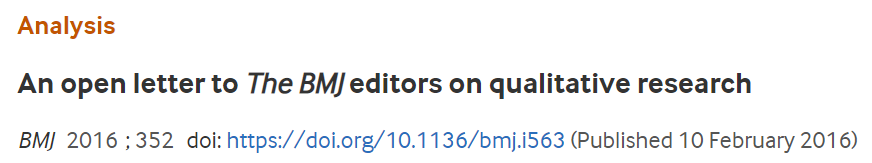 Analysis
An open letter to The BMJ editors on qualitative research
BMJ 2016 ; 352 doi: https://doi.org/10.1136/bmj.i563 (Published 10 February 2016)